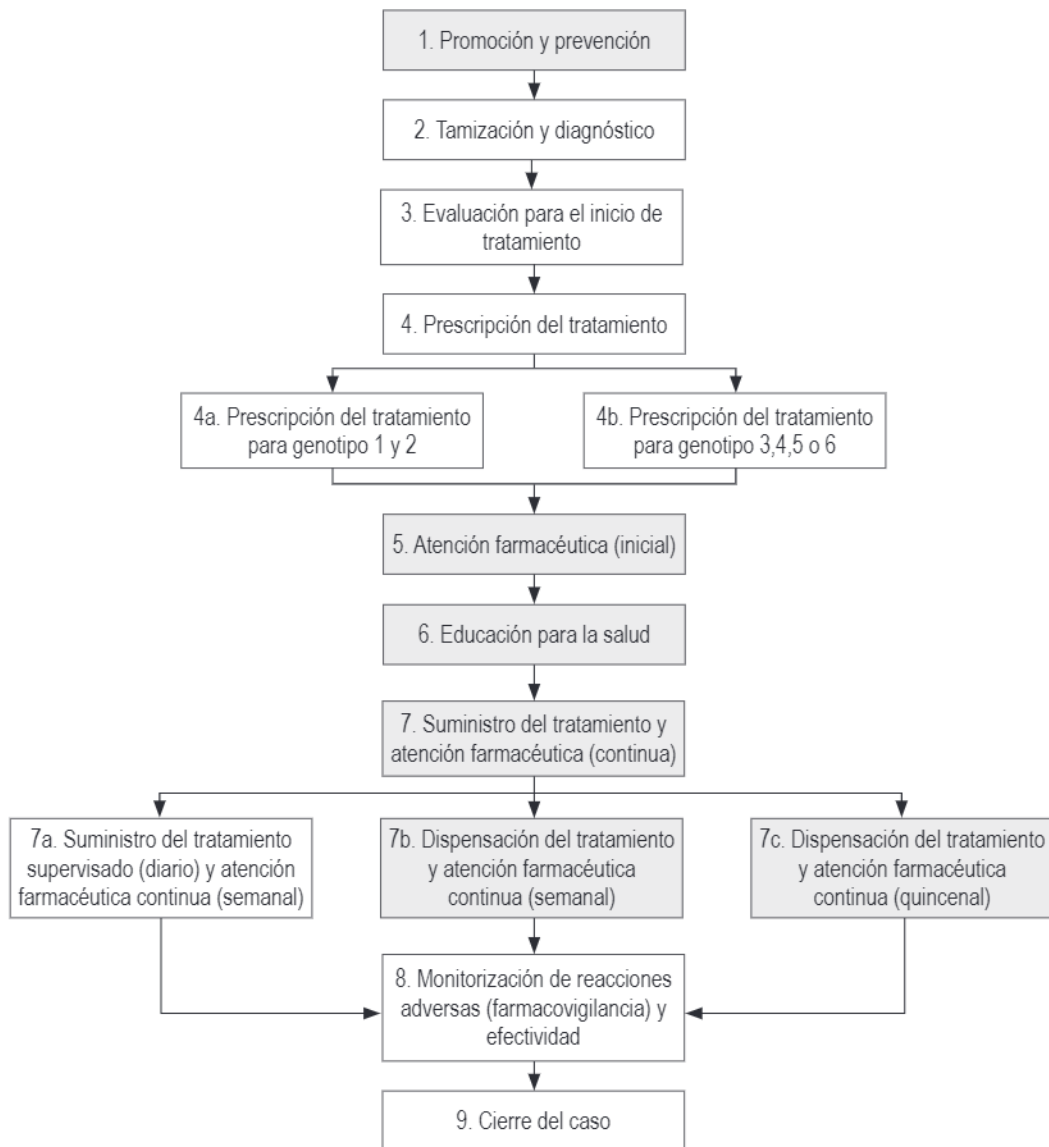 1. Promoción y prevención
2. Tamización y diagnóstico
3. Evaluación para el inicio de
tratamiento
4. Prescripción del tratamiento
4a. Prescripción del tratamiento
para genotipo 1 y 2
4b. Prescripción del tratamiento
para genotipo 3,4,5 o 6
5. Atención farmacéutica (inicial)
6. Educación para la salud
7. Suministro del tratamiento y
atención farmacéutica (continua)
7a. Suministro del tratamiento
supervisado (diario) y atención
farmacéutica continua (semanal)
7b. Dispensación del tratamiento
y atención farmacéutica
continua (semanal)
7c. Dispensación del tratamiento
y atención farmacéutica
continua (quincenal)
8. Monitorización de reacciones
adversas (farmacovigilancia) y
efectividad
9. Cierre del caso